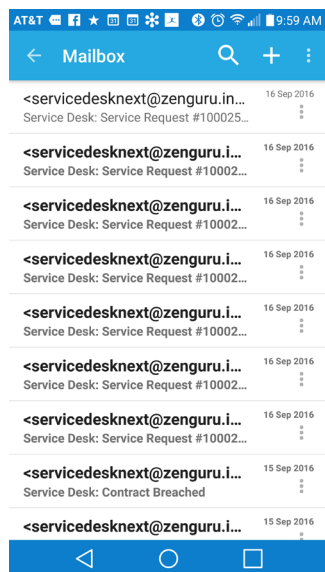 AT&T 9:59 AM
Mailbox
<servicedesknext@zenguru.in... 16 Sep 2016
Service Desk: Service Request #100025...
<servicedesknext@zenguru.i... 16 Sep 2016
Service Desk: Service Request #10002...
<servicedesknext@zenguru.i... 16 Sep 2016
Service Desk: Service Request #10002...
<servicedesknext@zenguru.i... 16 Sep 2016
Service Desk: Service Request #10002...
<servicedesknext@zenguru.i... 16 Sep 2016
Service Desk: Service Request #10002...
<servicedesknext@zenguru.i... 16 Sep 2016
Service Desk: Service Request #10002...
<servicedesknext@zenguru.i... 16 Sep 2016
Service Desk: Service Request #10002...
<servicedesknext@zenguru.i... 15 Sep 2016
Service Desk: Contract Breached
<servicedesknext@zenguru.i... 15 Sep 2016